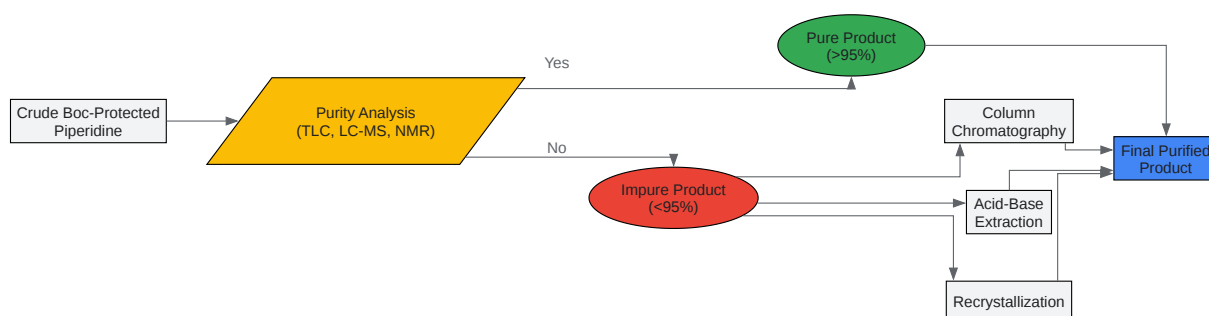 Crude Boc-Protected
Piperidine
Purity Analysis
(TLC, LC-MS, NMR)
Yes
No
Pure Product
(>95%)
Impure Product
(<95%)
Column
Chromatography
Acid-Base
Extraction
Recrystallization
Final Purified
Product